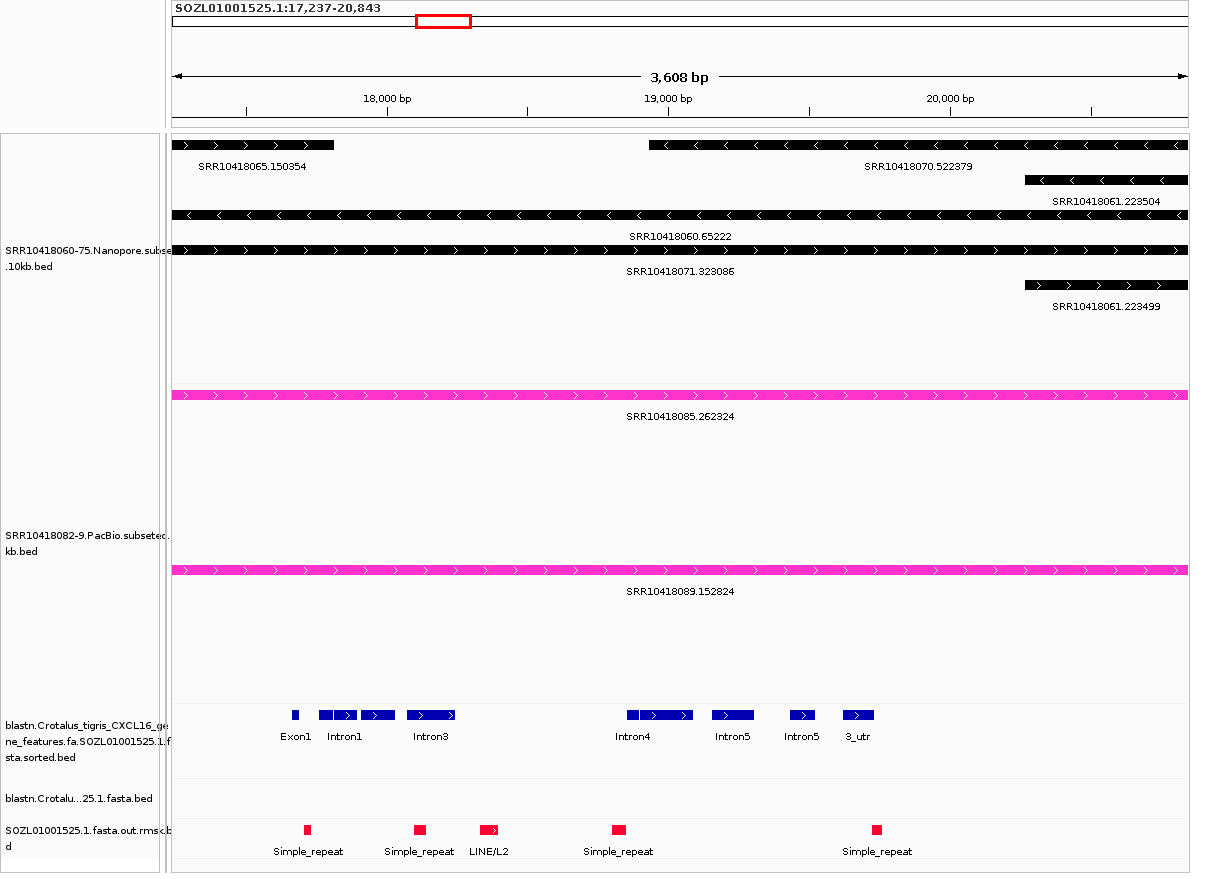 SOZL01001525.1:17,237-20,843
3,608 bp
18,000 bp 19,000 bp 20,000 bp
SRR10418065.150354 SRR10418070.522379
SRR10418061.223504
SRR10418060.65222
SRR10418060-75.Nanopore.subse
.10kb.bed
SRR10418071.323086
SRR10418061.223499
SRR10418085.262324
SRR10418082-9.PacBio.subseted.
kb.bed
SRR10418089.152824
blastn.Crotalus_tigris_CXCL16_ge
ne_features.fa.SOZL01001525.1.f
sta.sorted.bed
Exon1 Intron1 Intron3 Intron4 Intron5 Intron5 3_utr
blastn.Crotalu...25.1.fasta.bed
SOZL01001525.1.fasta.out.rmsk.b
d
Simple_repeat Simple_repeat LINE/L2 Simple_repeat Simple_repeat